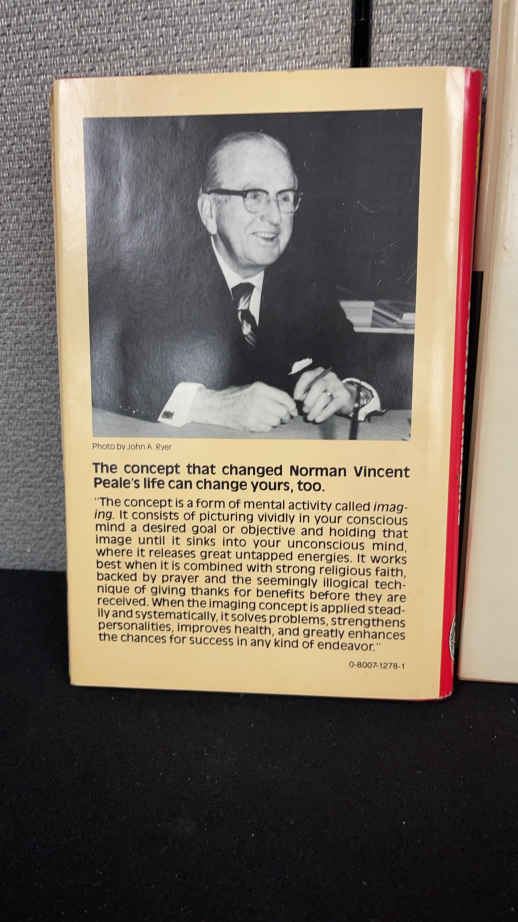 Photo by John A. Ryer
The concept that changed Norman Vincent
Peale's life can change yours, too.
"The concept is a form of mental activity called imag-
ing. It consists of picturing vividly in your conscious
mind a desired goal or objective and holding that
image until it sinks into your unconscious mind,
where it releases great untapped energies. It works
best when it is combined with strong religious faith,
backed by prayer and the seemingly illogical tech-
nique of giving thanks for benefits before they are
received. When the imaging concept is applied stead-
ily and systematically, it solves problems, strengthens
personalities, improves health, and greatly enhances
the chances for success in any kind of endeavor."
0-8007-1278-1